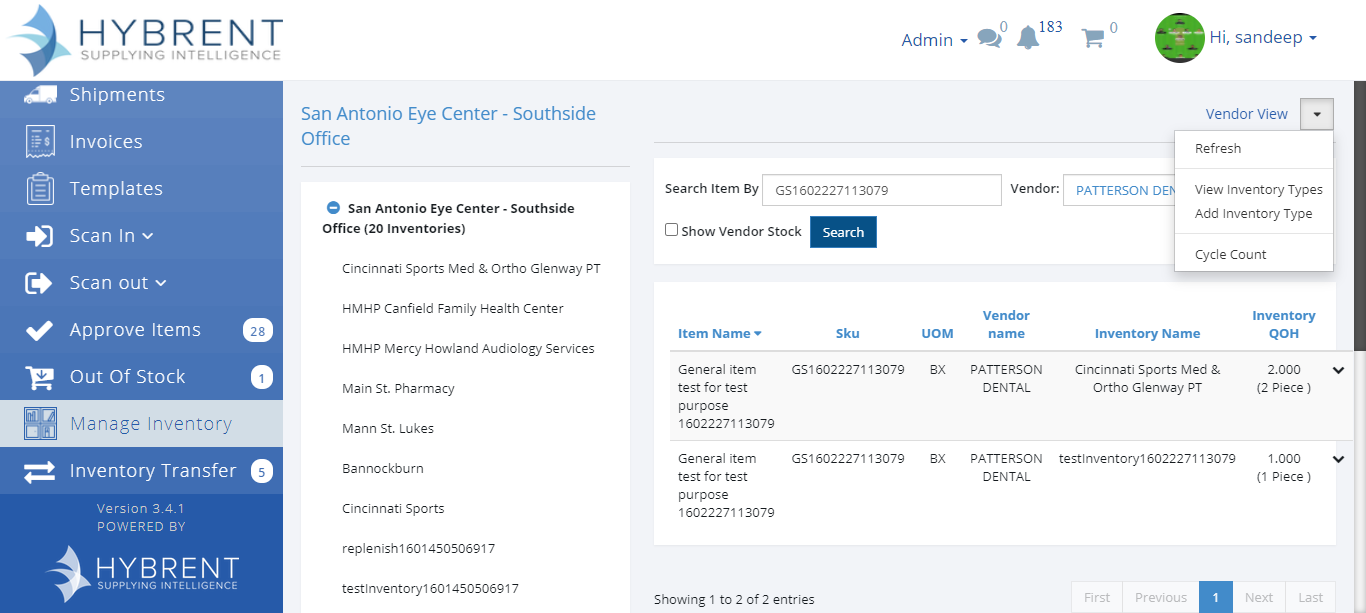 HYBRENT
SUPPLYING INTELLIGENCE
Admin
0
183
0
Hi, sandeep
Shipments
Invoices
Templates
Scan In
Scan out
Approve Items 28
Out Of Stock 1
Manage Inventory
Inventory Transfer 5
Version 3.4.1
POWERED BY
HYBRENT
SUPPLYING INTELLIGENCE
San Antonio Eye Center - Southside
Office
San Antonio Eye Center - Southside
Office (20 Inventories)
Cincinnati Sports Med & Ortho Glenway PT
HMHP Canfield Family Health Center
HMHP Mercy Howland Audiology Services
Main St. Pharmacy
Mann St. Lukes
Bannockburn
Cincinnati Sports
replenish1601450506917
testInventory1601450506917
Vendor View
Refresh
View Inventory Types
Add Inventory Type
Cycle Count
Search Item By GS1602227113079 Vendor: PATTERSON DEN
Show Vendor Stock Search
Item Name Sku UOM Vendor name Inventory Name Inventory QOH
General item test for test purpose 1602227113079 GS1602227113079 BX PATTERSON DENTAL Cincinnati Sports Med & Ortho Glenway PT 2.000 (2 Piece )
General item test for test purpose 1602227113079 GS1602227113079 BX PATTERSON DENTAL testInventory1602227113079 1.000 (1 Piece )
Showing 1 to 2 of 2 entries
First Previous 1 Next Last